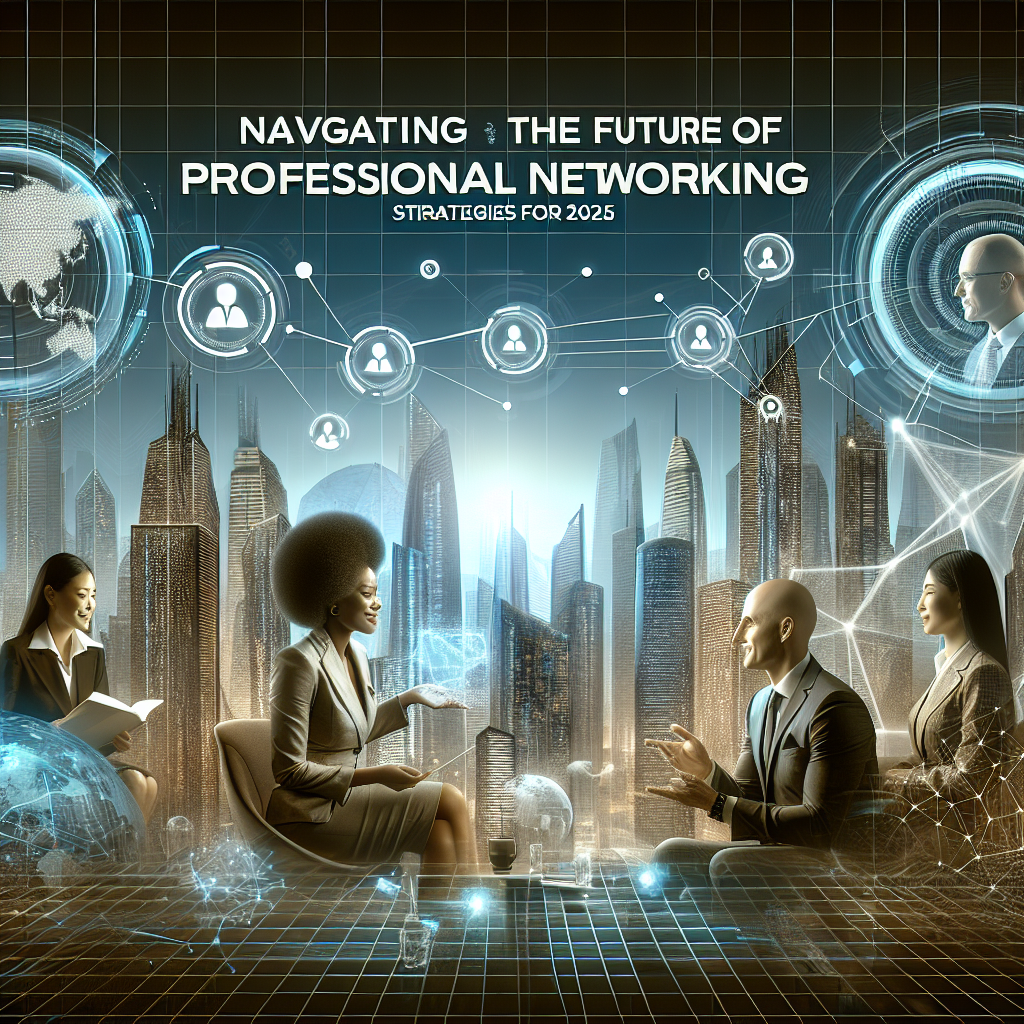 NAVGATING THE FUTURE OF
PROFESSIONAL NETWORKING
STIRATEGIES FOR 2025